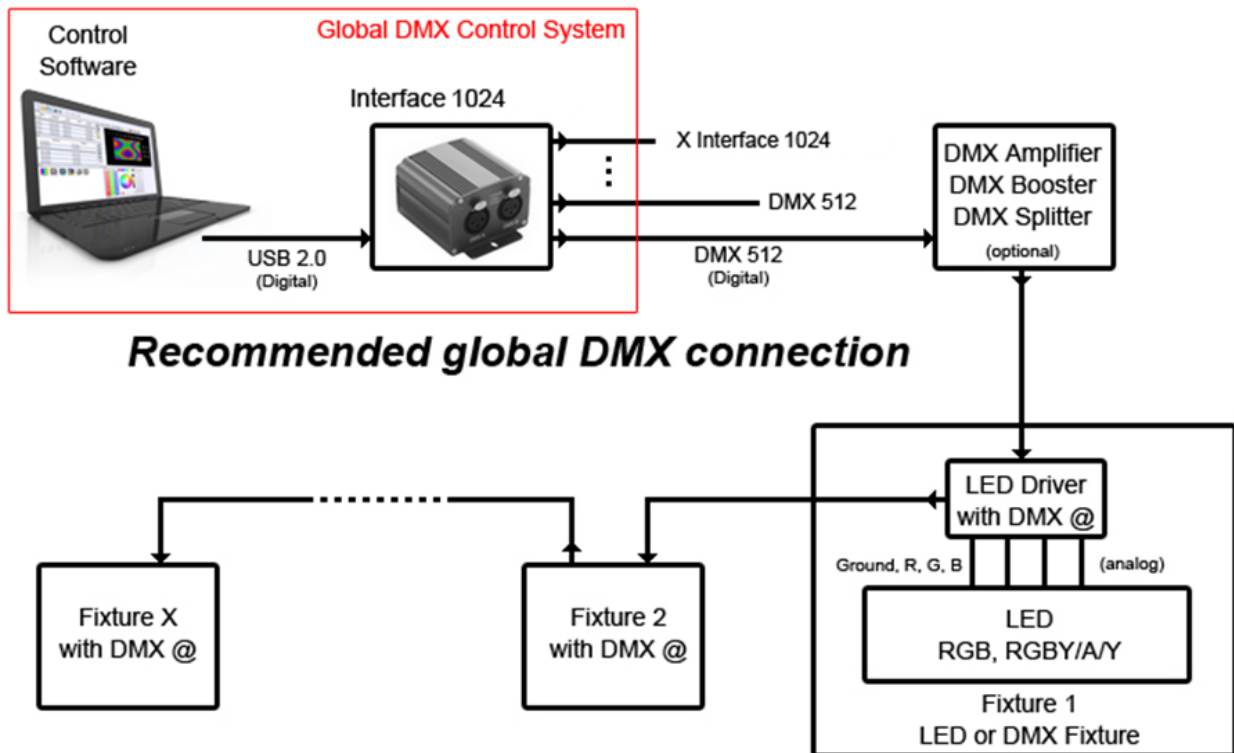 Global DMX Control System
Control
Software
Interface 1024
X Interface 1024
DMX 512
USB 2.0
(Digital)
DMX 512
(Digital)
DMX Amplifier
DMX Booster
DMX Splitter
(optional)
Recommended global DMX connection
LED Driver
with DMX @
Ground, R, G, B
(analog)
LED
RGB, RGBY/A/Y
Fixture 1
LED or DMX Fixture
Fixture 2
with DMX @
Fixture X
with DMX @